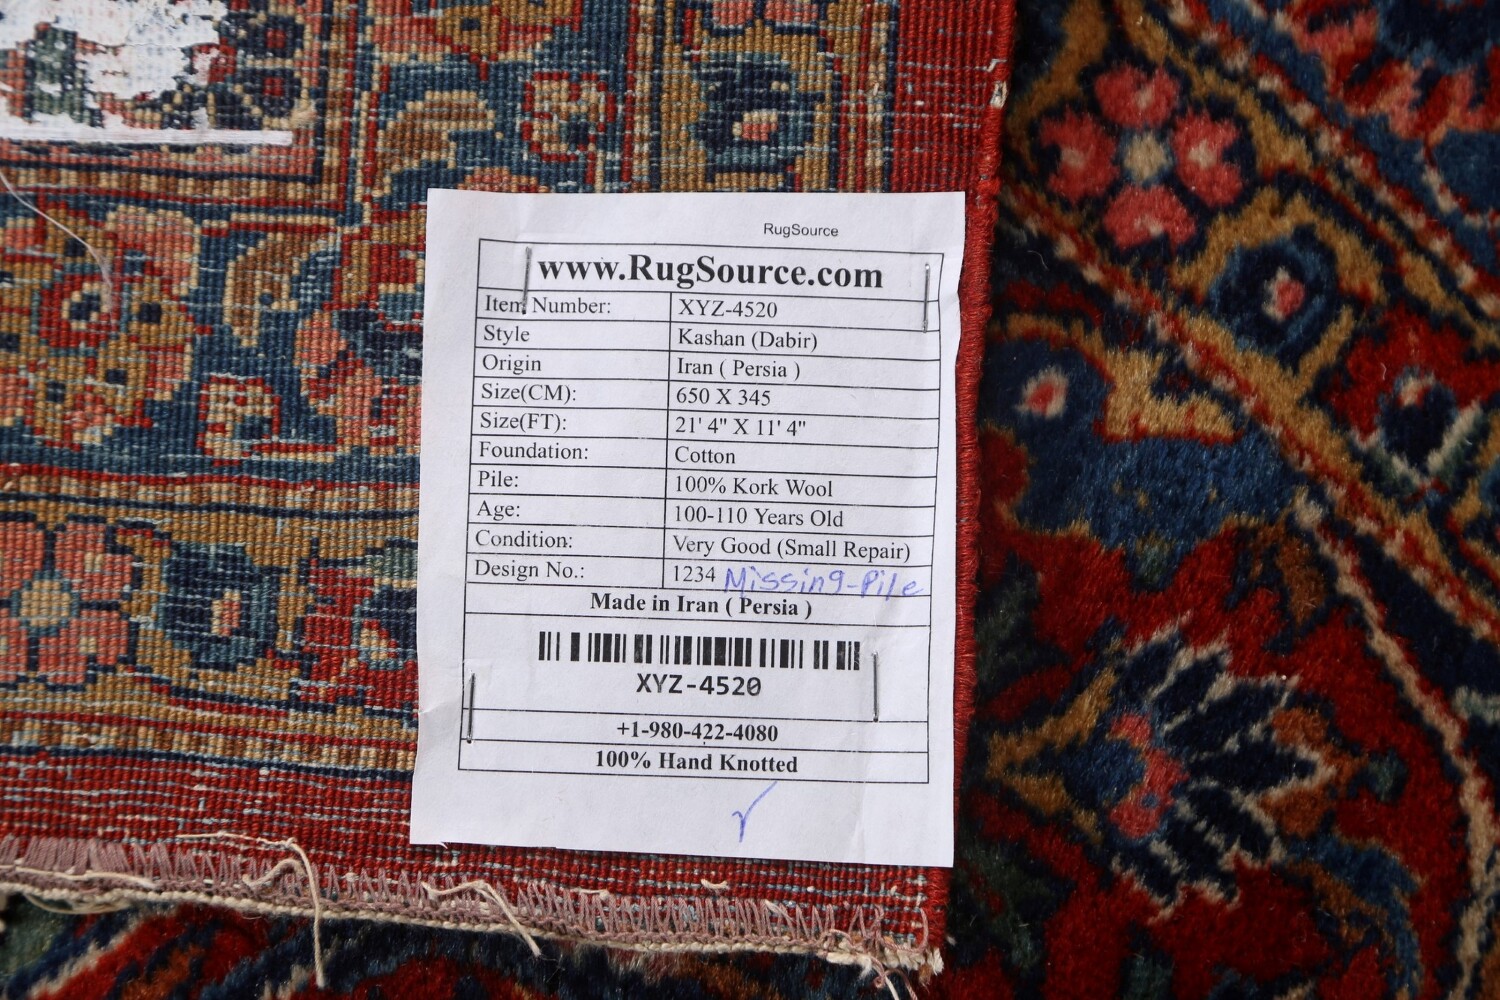 RugSource
www.RugSource.com
Item Number: XYZ-4520
Style Kashan (Dabir)
Origin Iran ( Persia )
Size(CM): 650 X 345
Size(FT): 21' 4" X 11' 4"
Foundation: Cotton
Pile: 100% Kork Wool
Age: 100-110 Years Old
Condition: Very Good (Small Repair)
Design No.: 1234 Missing-Pile
Made in Iran ( Persia )
XYZ-4520
+1-980-422-4080
100% Hand Knotted